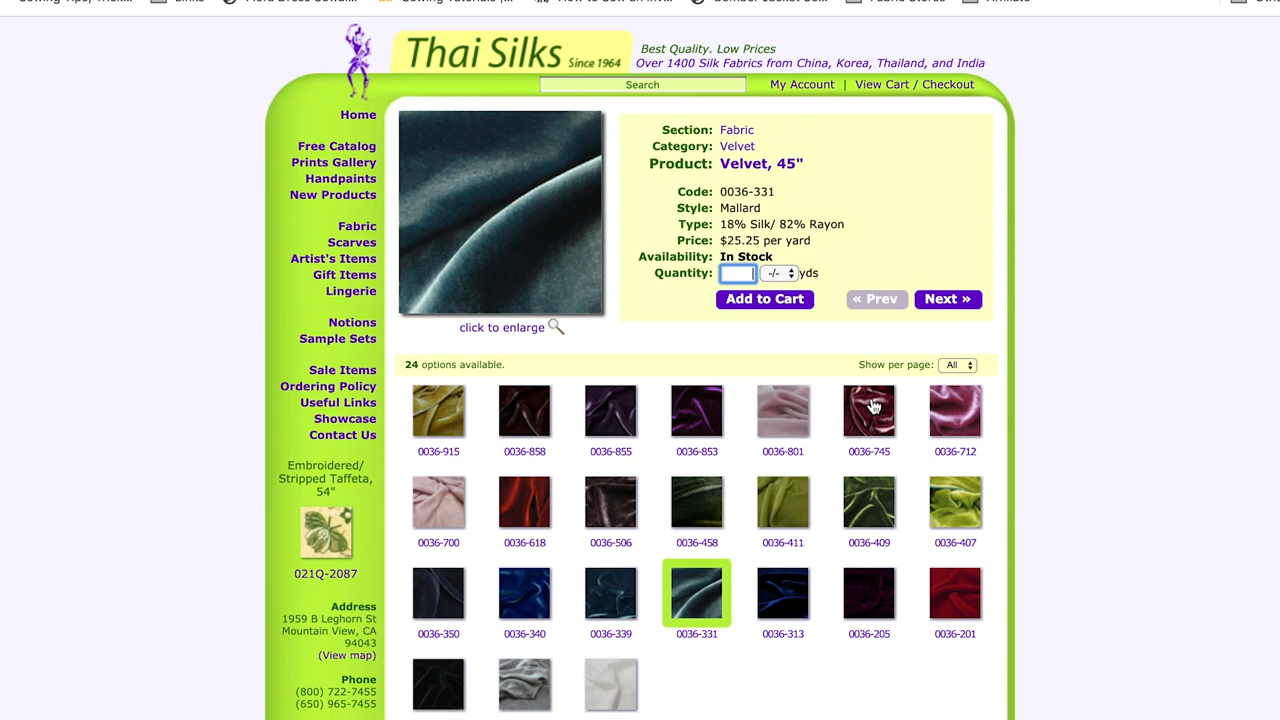 Links
Thai Silks Since 1964
Best Quality. Low Prices
Over 1400 Silk Fabrics from China, Korea, Thailand, and India
Search
My Account | View Cart / Checkout
Home
Free Catalog
Prints Gallery
Handpaints
New Products
Fabric
Scarves
Artist's Items
Gift Items
Lingerie
Notions
Sample Sets
Sale Items
Ordering Policy
Useful Links
Showcase
Contact Us
Embroidered/
Stripped Taffeta,
54"
021Q-2087
Address
1959 B Leghorn St
Mountain View, CA
94043
(View map)
Phone
(800) 722-7455
(650) 965-7455
click to enlarge
Section: Fabric
Category: Velvet
Product: Velvet, 45"
Code: 0036-331
Style: Mallard
Type: 18% Silk/ 82% Rayon
Price: $25.25 per yard
Availability: In Stock
Quantity: -/- yds
Add to Cart « Prev Next »
24 options available. Show per page: All
0036-915 0036-858 0036-855 0036-853 0036-801 0036-745 0036-712
0036-700 0036-618 0036-506 0036-458 0036-411 0036-409 0036-407
0036-350 0036-340 0036-339 0036-331 0036-313 0036-205 0036-201